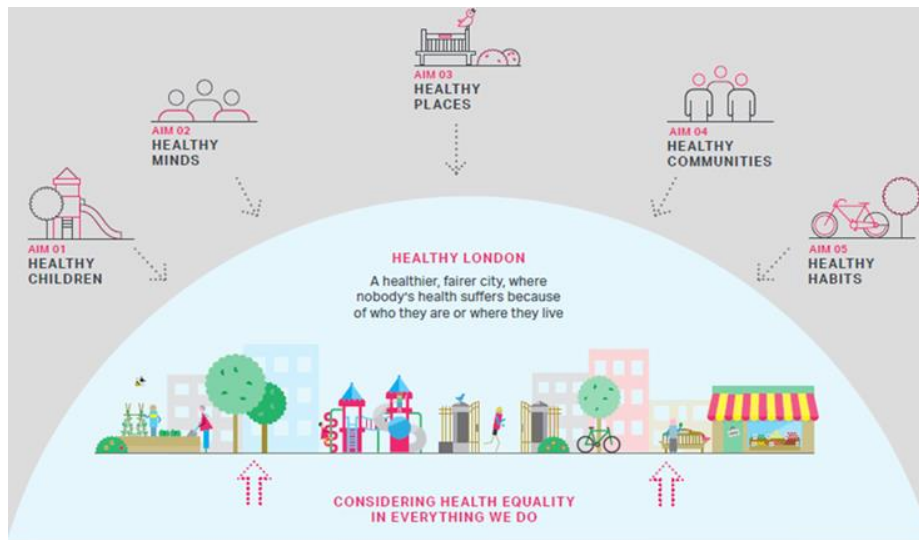 AIM 01
HEALTHY
CHILDREN
AIM 02
HEALTHY
MINDS
AIM 03
HEALTHY
PLACES
AIM 04
HEALTHY
COMMUNITIES
AIM 05
HEALTHY
HABITS
HEALTHY LONDON
A healthier, fairer city, where
nobody's health suffers because
of who they are or where they live
CONSIDERING HEALTH EQUALITY
IN EVERYTHING WE DO